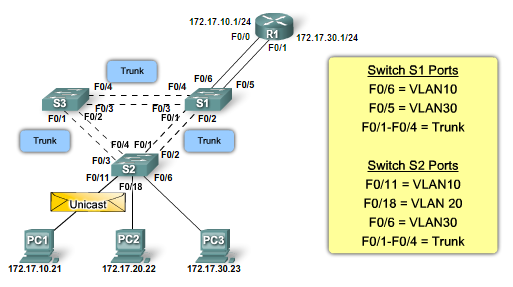 172.17.10.1/24
R1
172.17.30.1/24
F0/0
F0/1
Trunk
F0/6
F0/4
F0/4
F0/5
S3
S1
F0/3
F0/3
F0/1
F0/2
F0/1
F0/2
Trunk
Trunk
F0/4
F0/1
F0/3
F0/2
S2
F0/11
F0/18
F0/6
Unicast
PC1
PC2
PC3
172.17.10.21
172.17.20.22
172.17.30.23
Switch S1 Ports
F0/6 = VLAN10
F0/5 = VLAN30
F0/1-F0/4 = Trunk
Switch S2 Ports
F0/11 = VLAN10
F0/18 = VLAN 20
F0/6 = VLAN30
F0/1-F0/4 = Trunk